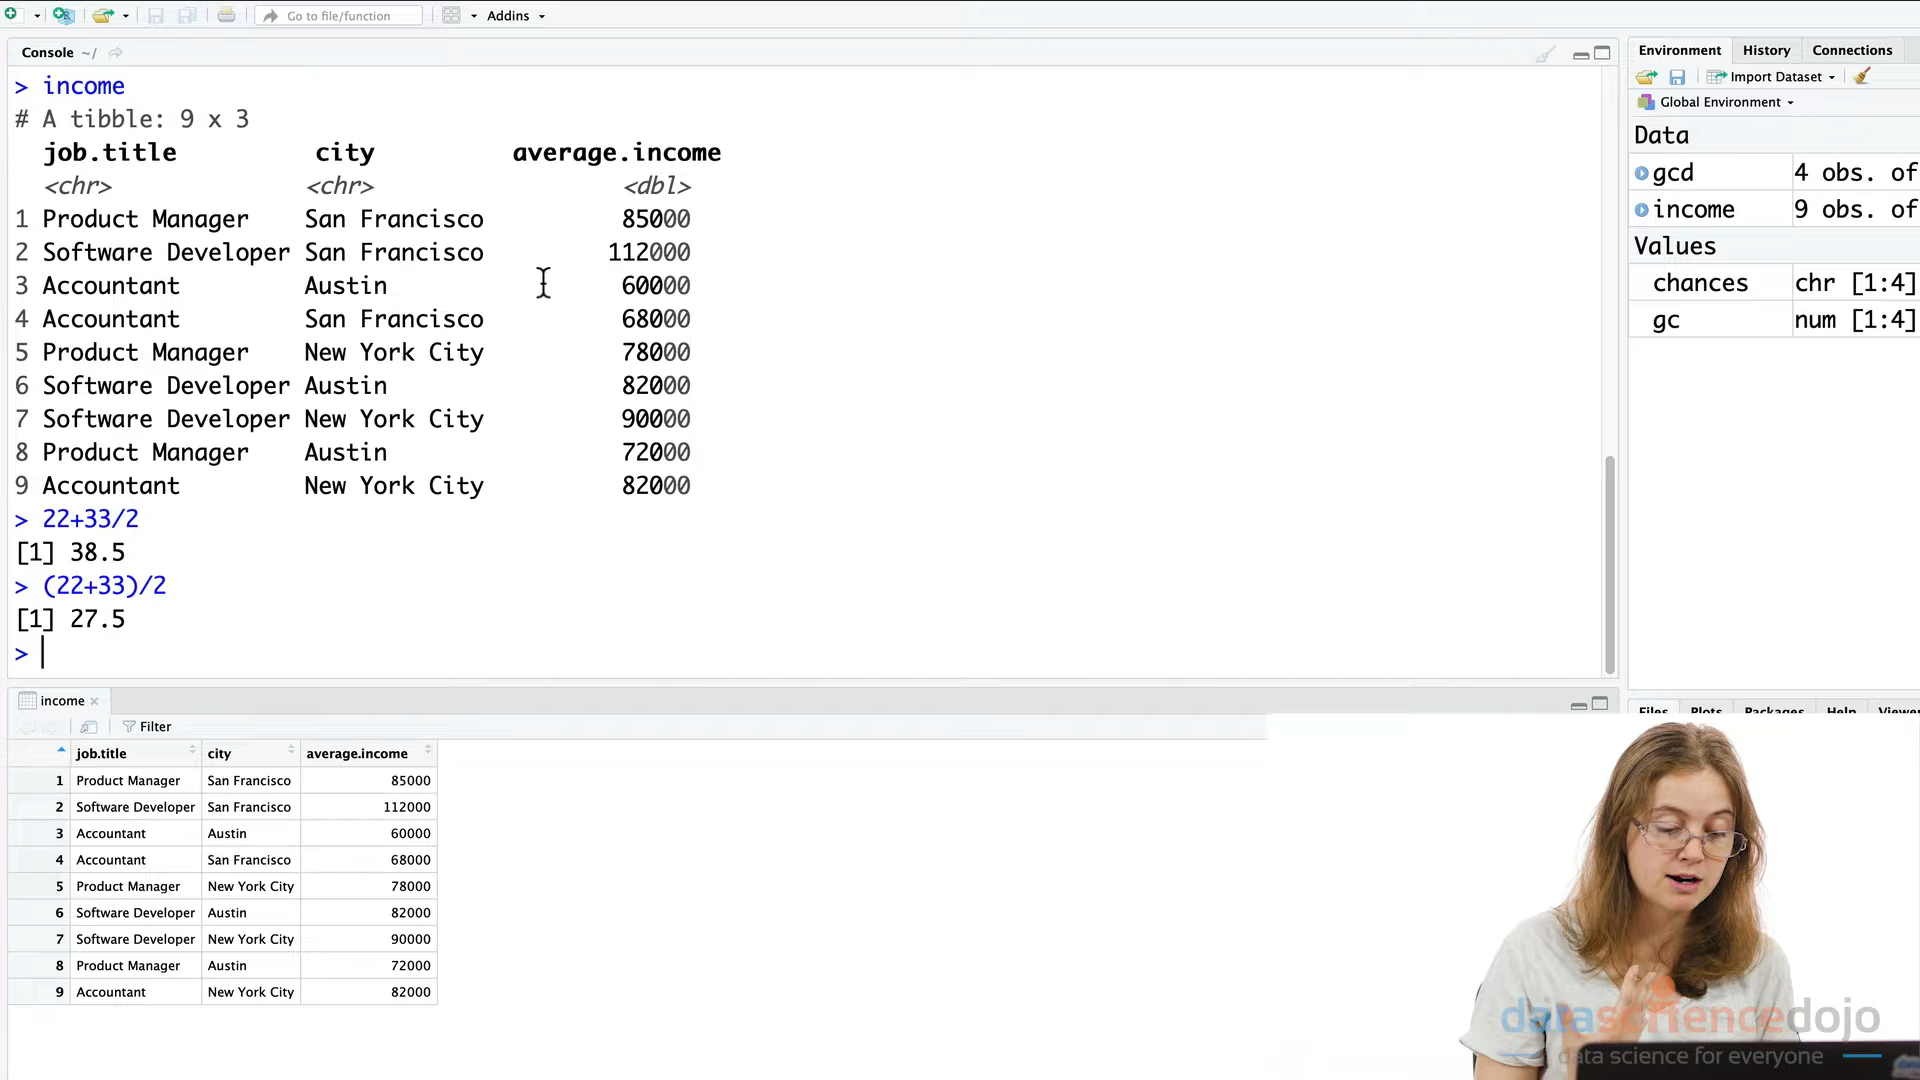 Go to file/function
Addins
Console ~/
> income
# A tibble: 9 x 3
job.title city average.income
<chr> <chr> <dbl>
1 Product Manager San Francisco 85000
2 Software Developer San Francisco 112000
3 Accountant Austin 60000
4 Accountant San Francisco 68000
5 Product Manager New York City 78000
6 Software Developer Austin 82000
7 Software Developer New York City 90000
8 Product Manager Austin 72000
9 Accountant New York City 82000
> 22+33/2
[1] 38.5
> (22+33)/2
[1] 27.5
>
Environment History Connections
Import Dataset
Global Environment
Data
gcd 4 obs. of
income 9 obs. of
Values
chances chr [1:4]
gc num [1:4]
income
Filter
job.title city average.income
1 Product Manager San Francisco 85000
2 Software Developer San Francisco 112000
3 Accountant Austin 60000
4 Accountant San Francisco 68000
5 Product Manager New York City 78000
6 Software Developer Austin 82000
7 Software Developer New York City 90000
8 Product Manager Austin 72000
9 Accountant New York City 82000
Files Plots Packages Help Viewer
datasciencedojo
data science for everyone